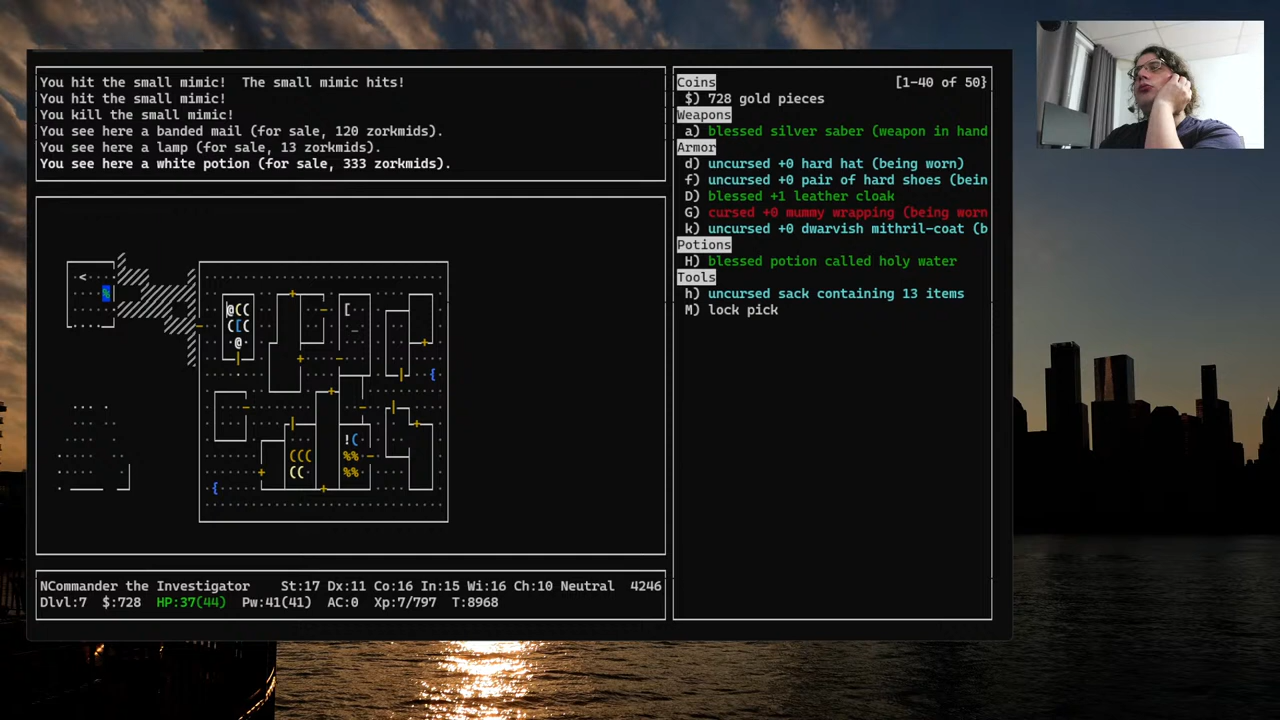 You hit the small mimic!  The small mimic hits!
You hit the small mimic!
You kill the small mimic!
You see here a banded mail (for sale, 120 zorkmids).
You see here a lamp (for sale, 13 zorkmids).
You see here a white potion (for sale, 333 zorkmids).
Coins [1-40 of 50}
$) 728 gold pieces
Weapons
a) blessed silver saber (weapon in hand
Armor
d) uncursed +0 hard hat (being worn)
f) uncursed +0 pair of hard shoes (bein
D) blessed +1 leather cloak
G) cursed +0 mummy wrapping (being worn
k) uncursed +0 dwarvish mithril-coat (b
Potions
H) blessed potion called holy water
Tools
h) uncursed sack containing 13 items
M) lock pick
NCommander the Investigator St:17 Dx:11 Co:16 In:15 Wi:16 Ch:10 Neutral 4246
Dlvl:7 $:728 HP:37(44) Pw:41(41) AC:0 Xp:7/797 T:8968